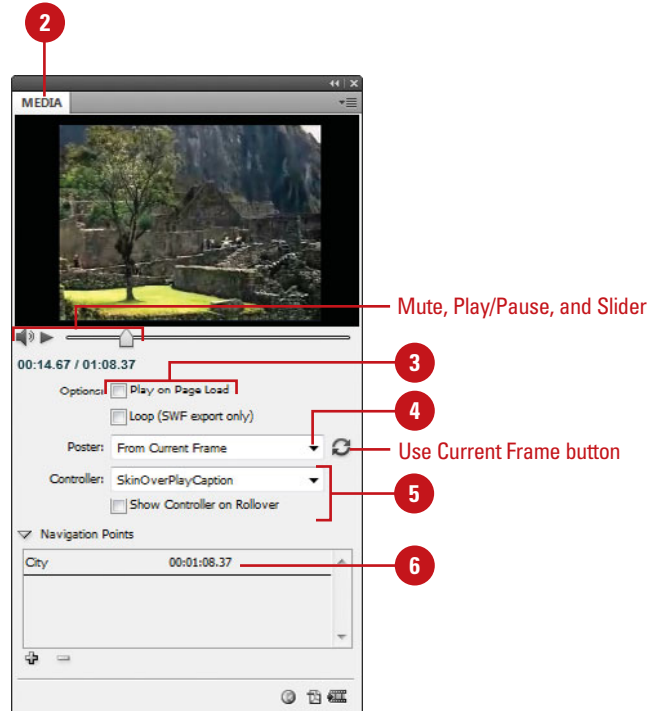 2
MEDIA
Mute, Play/Pause, and Slider
00:14.67 / 01:08.37
3
Options: Play on Page Load
Loop (SWF export only)
4
Poster: From Current Frame
Use Current Frame button
Controller: SkinOverPlayCaption
5
Show Controller on Rollover
Navigation Points
City 00:01:08.37
6